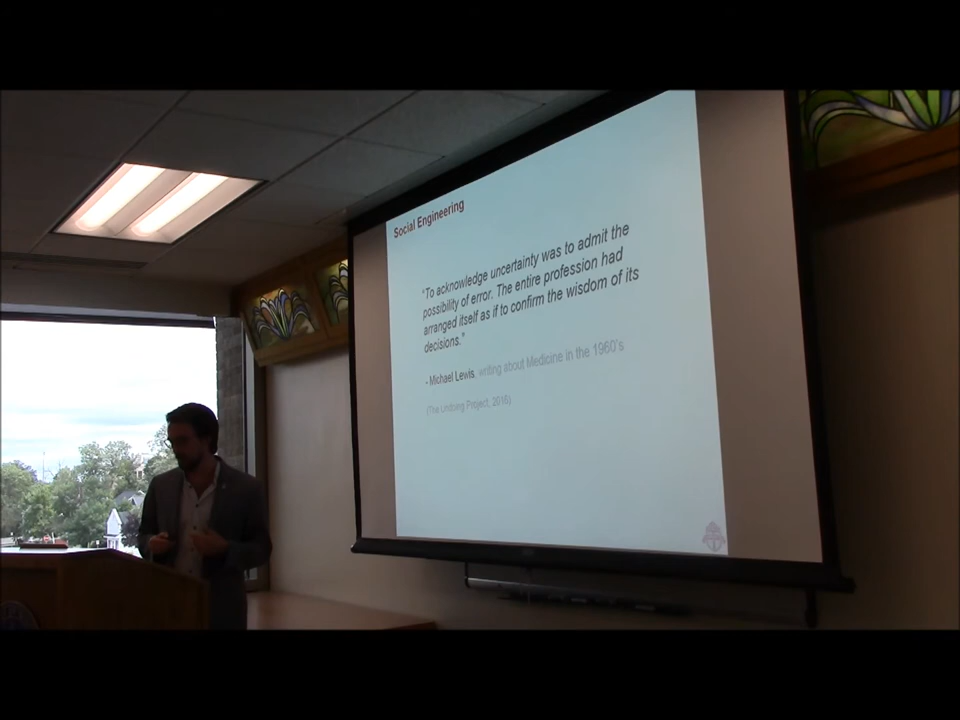 Social Engineering
"To acknowledge uncertainty was to admit the
possibility of error. The entire profession had
arranged itself as if to confirm the wisdom of its
decisions."
- Michael Lewis, writing about Medicine in the 1960's
(The Undoing Project, 2016)